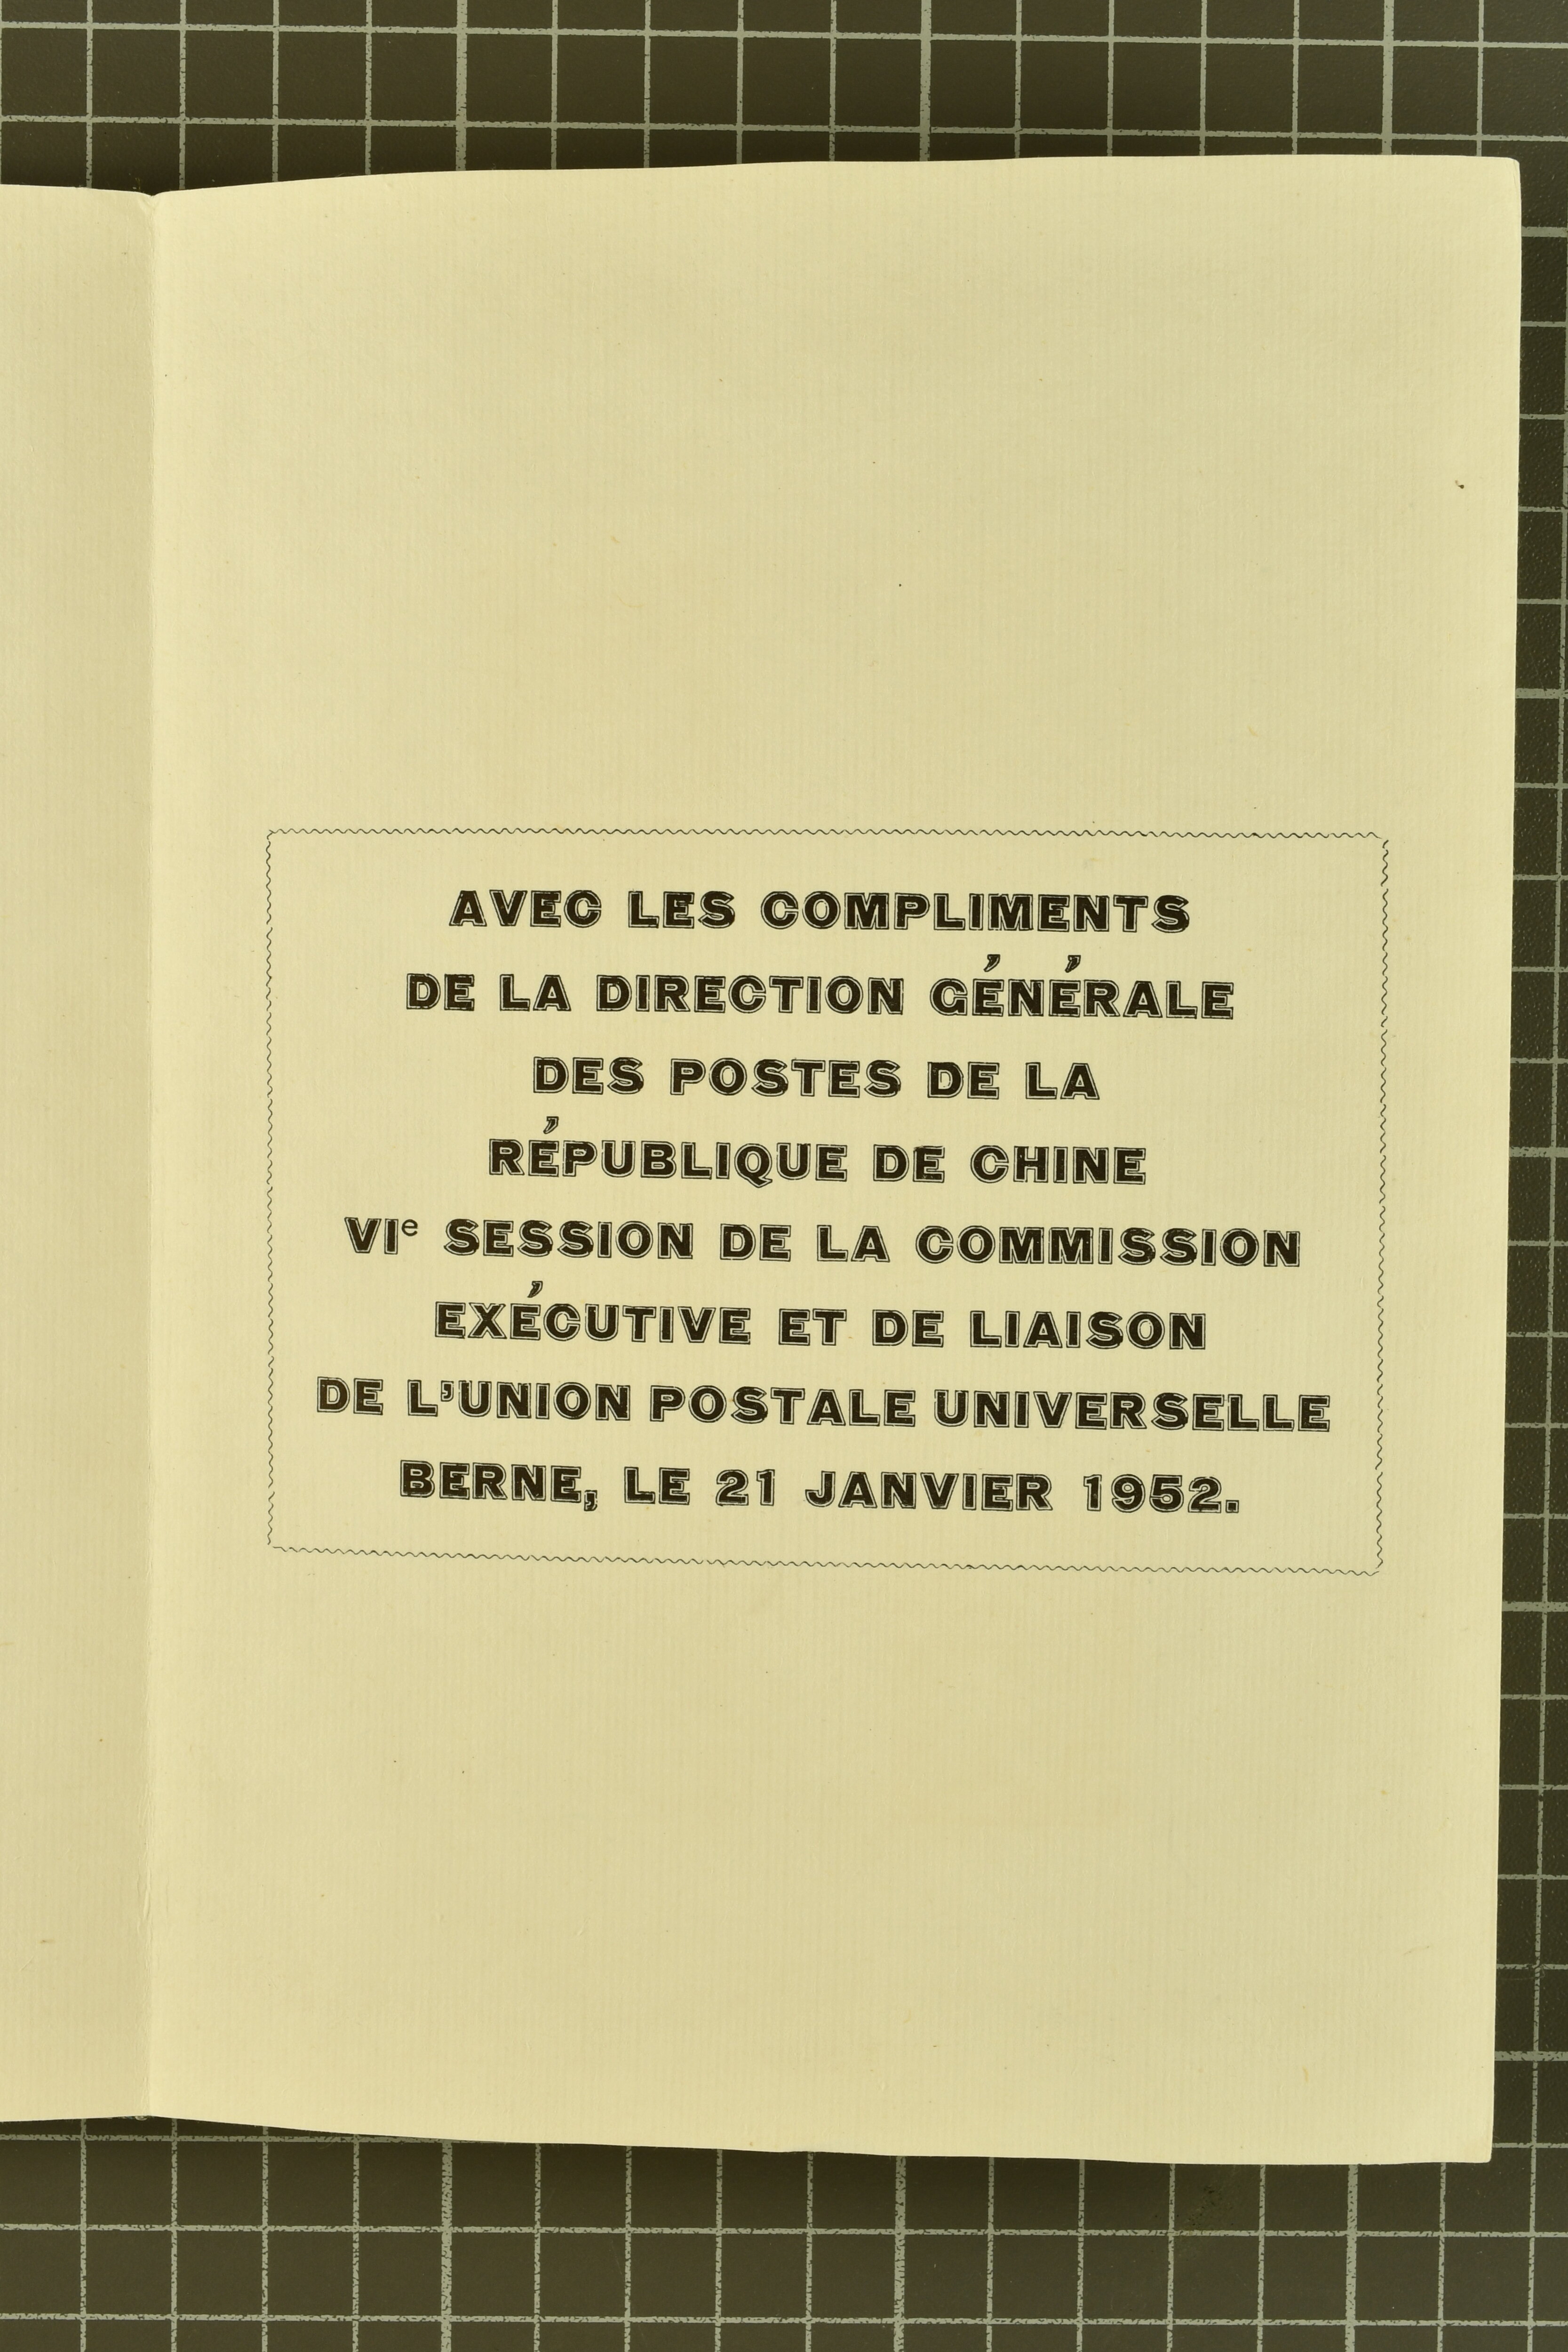 AVEC LES COMPLIMENTS
DE LA DIRECTION GÉNÉRALE
DES POSTES DE LA
RÉPUBLIQUE DE CHINE
VIe SESSION DE LA COMMISSION
EXÉCUTIVE ET DE LIAISON
DE L'UNION POSTALE UNIVERSELLE
BERNE, LE 21 JANVIER 1952.